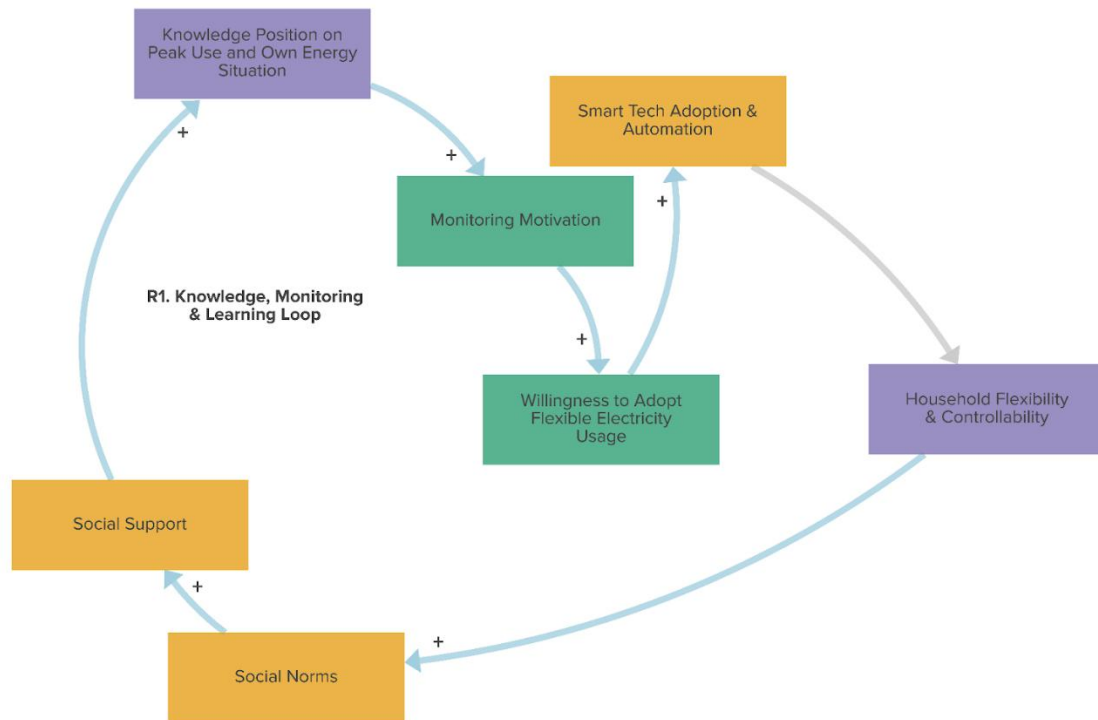 Knowledge Position on
Peak Use and Own Energy
Situation
Smart Tech Adoption &
Automation
+
+
+
Monitoring Motivation
R1. Knowledge, Monitoring
& Learning Loop
+
Willingness to Adopt
Flexible Electricity
Usage
Household Flexibility
& Controllability
Social Support
+
+
Social Norms